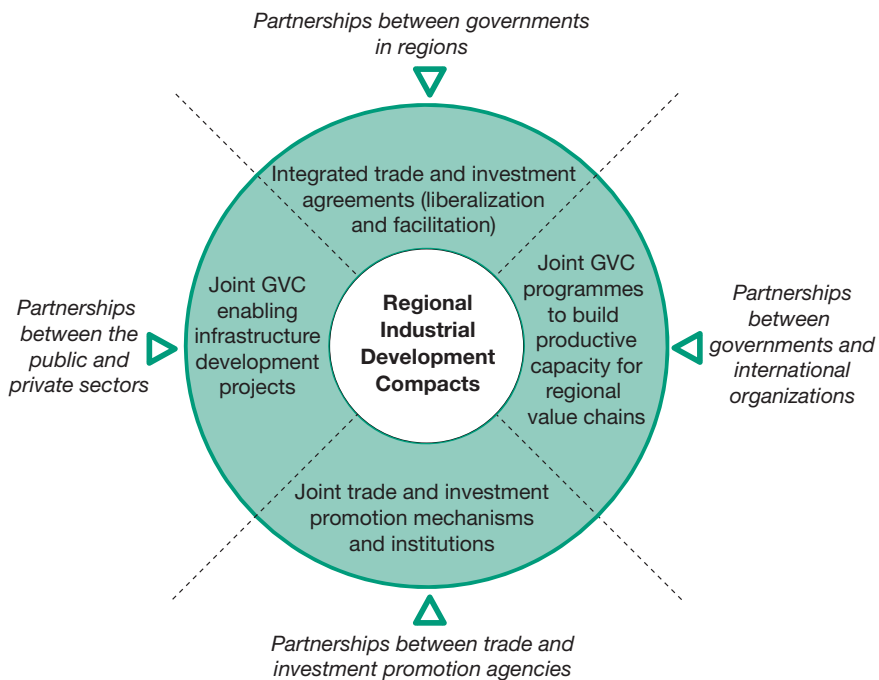 Partnerships between governments
in regions
Integrated trade and investment
agreements (liberalization
and facilitation)
Joint GVC
enabling
infrastructure
development
projects
Regional
Industrial
Development
Compacts
Joint GVC
programmes
to build
productive
capacity for
regional
value chains
Partnerships
between the
public and
private sectors
Partnerships
between
governments and
international
organizations
Joint trade and investment
promotion mechanisms
and institutions
Partnerships between trade and
investment promotion agencies